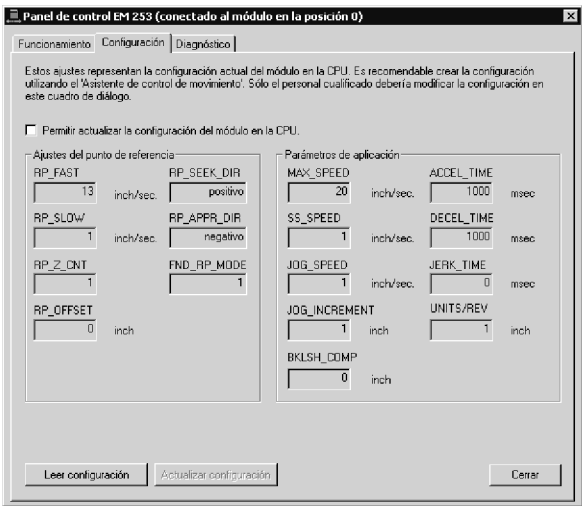 Panel de control EM 253 (conectado al módulo en la posición 0)
Funcionamiento Configuración Diagnóstico
Estos ajustes representan la configuración actual del módulo en la CPU. Es recomendable crear la configuración
utilizando el 'Asistente de control de movimiento'. Sólo el personal cualificado debería modificar la configuración en
este cuadro de diálogo.
Permitir actualizar la configuración del módulo en la CPU.
Ajustes del punto de referencia
RP_FAST RP_SEEK_DIR
13 inch/sec. positivo
RP_SLOW RP_APPR_DIR
1 inch/sec. negativo
RP_Z_CNT FND_RP_MODE
1 1
RP_OFFSET
0 inch
Parámetros de aplicación
MAX_SPEED ACCEL_TIME
20 inch/sec. 1000 msec
SS_SPEED DECEL_TIME
1 inch/sec. 1000 msec
JOG_SPEED JERK_TIME
1 inch/sec. 0 msec
JOG_INCREMENT UNITS/REV
1 inch 1 inch
BKLSH_COMP
0 inch
Leer configuración Actualizar configuración Cerrar